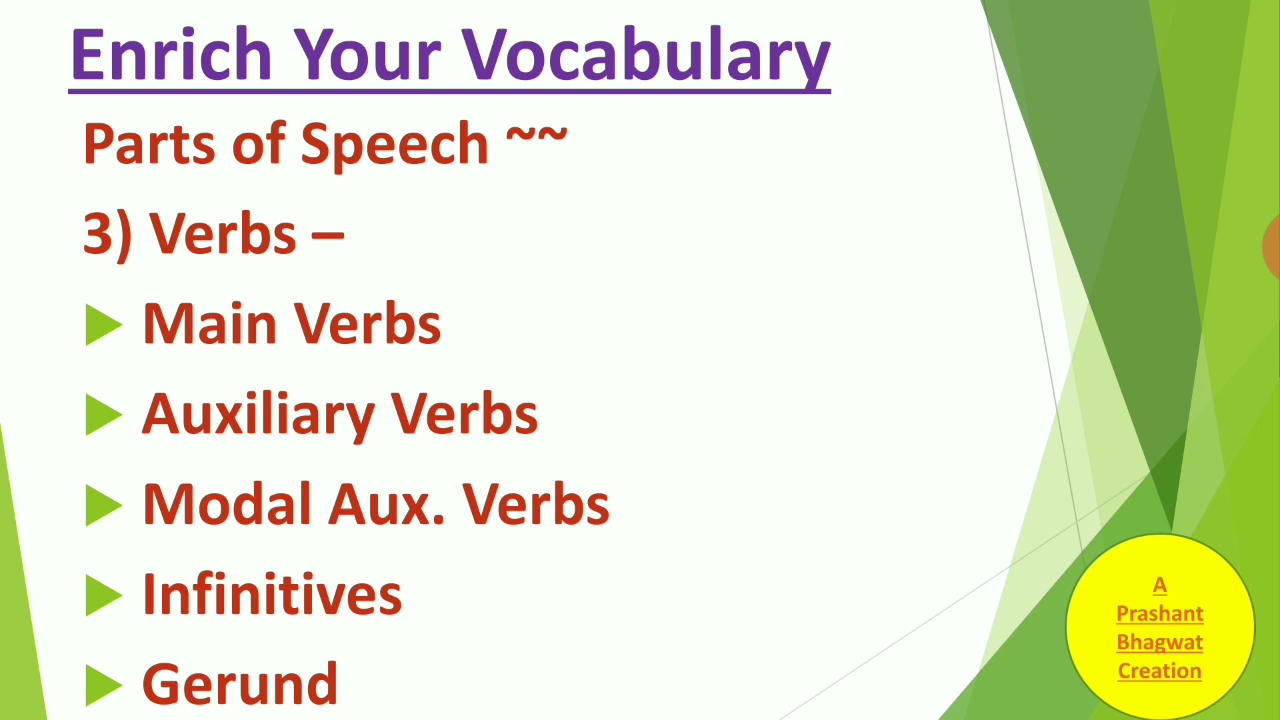 Enrich Your Vocabulary
Parts of Speech ~~
3) Verbs –
Main Verbs
Auxiliary Verbs
Modal Aux. Verbs
Infinitives
Gerund
A
Prashant
Bhagwat
Creation